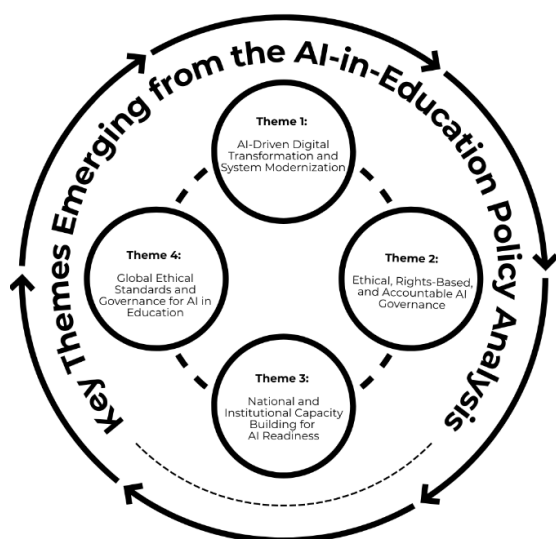 Key Themes Emerging from the AI-in-Education Policy Analysis
Theme 1:
AI-Driven Digital
Transformation and
System Modernization
Theme 4:
Global Ethical
Standards and
Governance for AI in
Education
Theme 2:
Ethical, Rights-Based,
and Accountable AI
Governance
Theme 3:
National and
Institutional Capacity
Building for
AI Readiness